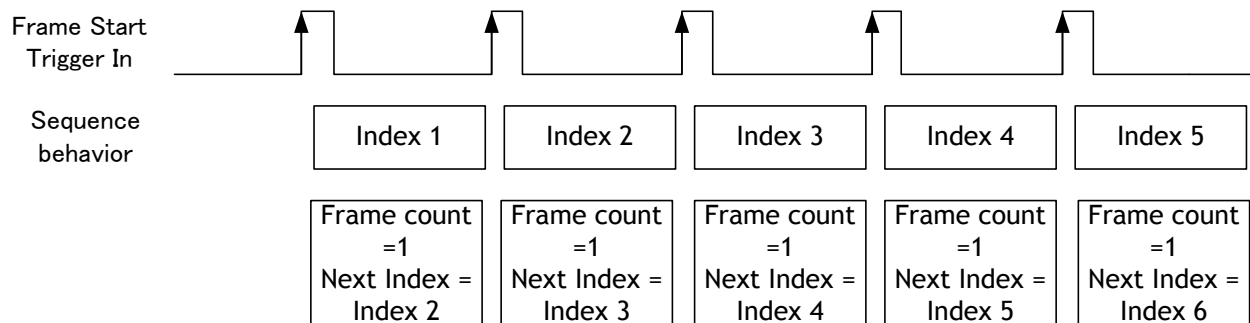 Frame Start
Trigger In
Sequence
behavior
Index 1
Index 2
Index 3
Index 4
Index 5
Frame count
=1
Next Index =
Index 2
Frame count
=1
Next Index =
Index 3
Frame count
=1
Next Index =
Index 4
Frame count
=1
Next Index =
Index 5
Frame count
=1
Next Index =
Index 6